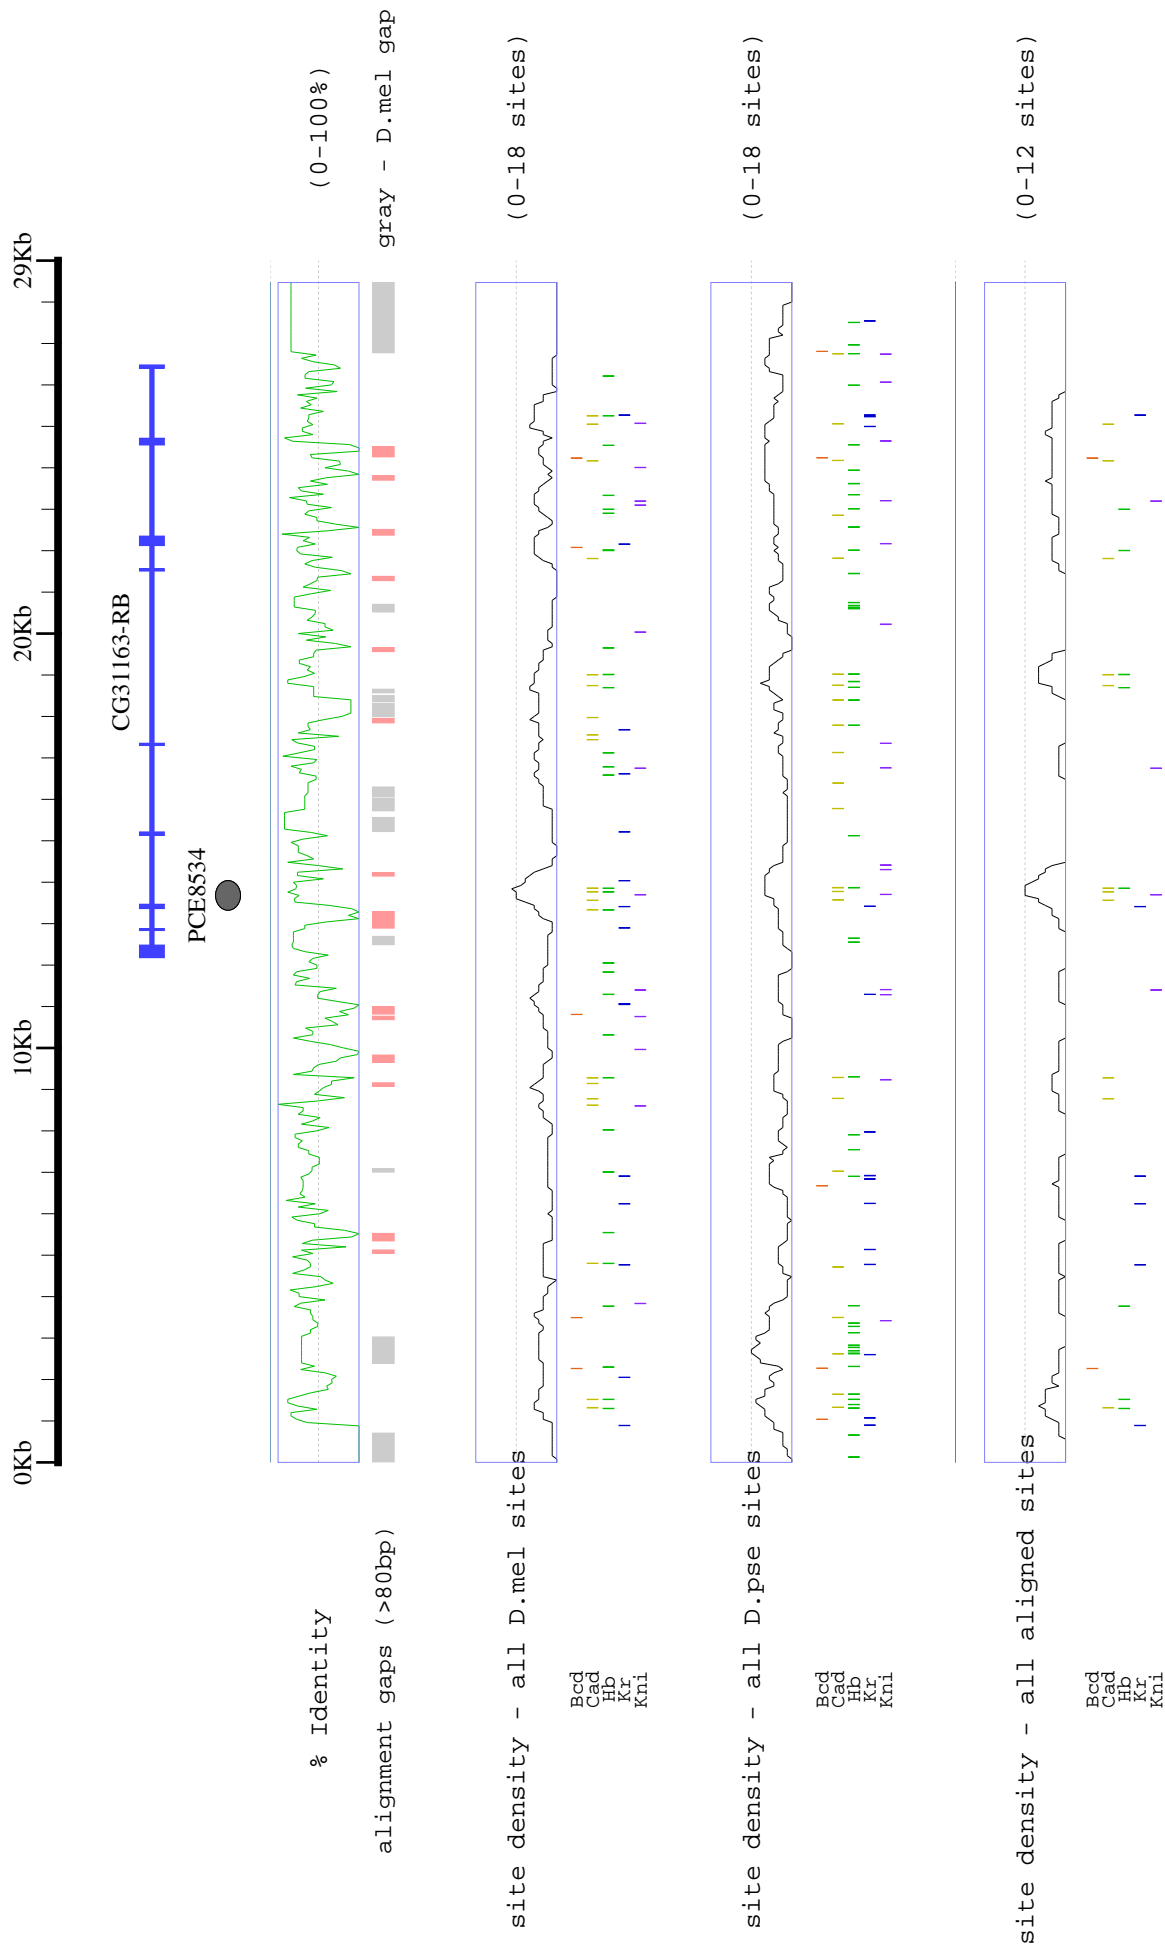 0Kb
10Kb
20Kb
29Kb
CG31163-RB
PCE8534
% Identity
(0-100%)
alignment gaps (>80bp)
gray - D.mel gap
site density - all D.mel sites
(0-18 sites)
Bcd
Cad
Hb
Kr
Kni
site density - all D.pse sites
(0-18 sites)
Bcd
Cad
Hb
Kr
Kni
site density - all aligned sites
(0-12 sites)
Bcd
Cad
Hb
Kr
Kni